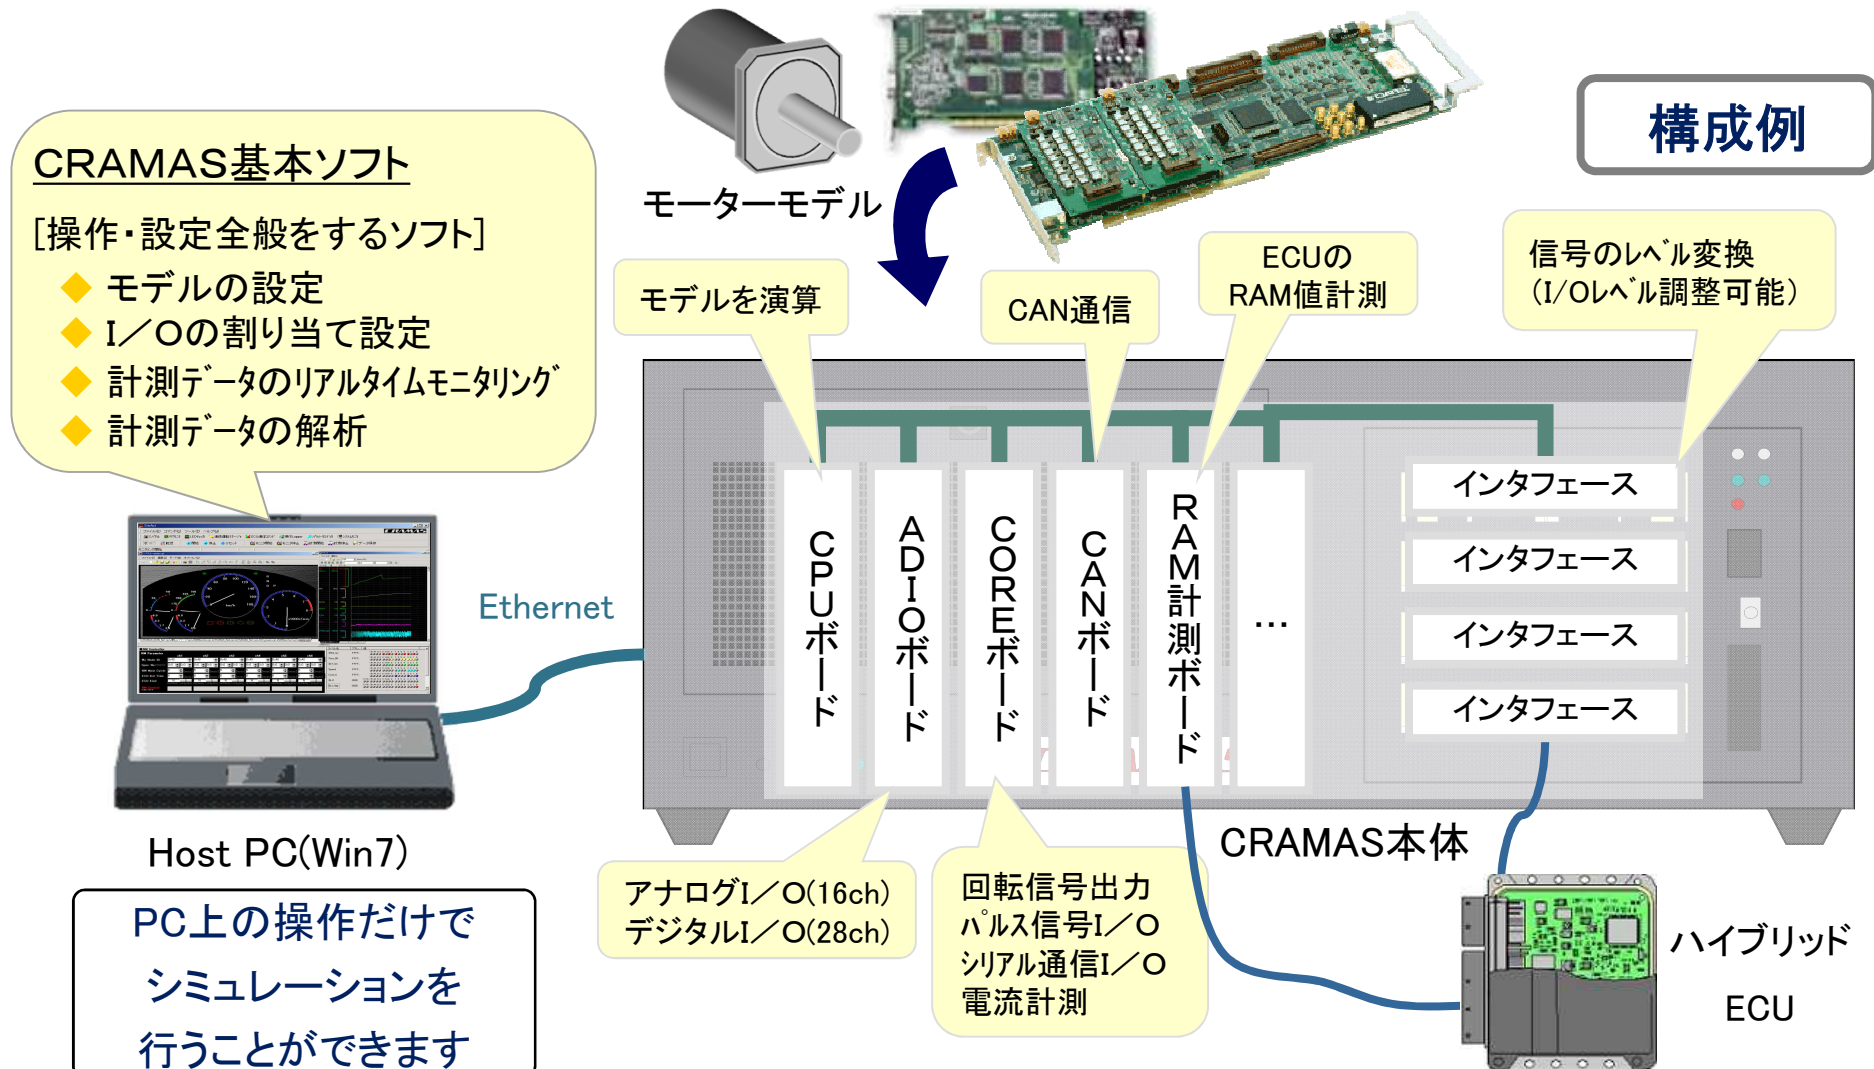 構成例
CRAMAS基本ソフト
[操作・設定全般をするソフト]
◆ モデルの設定
◆ I／Oの割り当て設定
◆ 計測ﾃﾞｰﾀのﾘｱﾙﾀｲﾑﾓﾆﾀﾘﾝｸﾞ
◆ 計測ﾃﾞｰﾀの解析
モーターモデル
モデルを演算
CAN通信
ECUの
RAM値計測
信号のﾚﾍﾞﾙ変換
(I/Oﾚﾍﾞﾙ調整可能)
Ethernet
CPUボード
ADIOボード
COREボード
CANボード
RAM計測ボード
…
インタフェース
インタフェース
インタフェース
インタフェース
Host PC(Win7)
CRAMAS本体
アナログI／O(16ch)
デジタルI／O(28ch)
回転信号出力
ﾊﾟﾙｽ信号I／O
ｼﾘｱﾙ通信I／O
電流計測
ハイブリッド
ECU
PC上の操作だけで
シミュレーションを
行うことができます